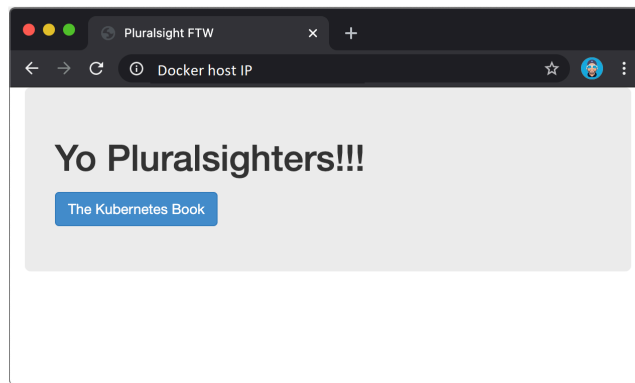 Pluralsight FTW
Docker host IP
Yo Pluralsighters!!!
The Kubernetes Book